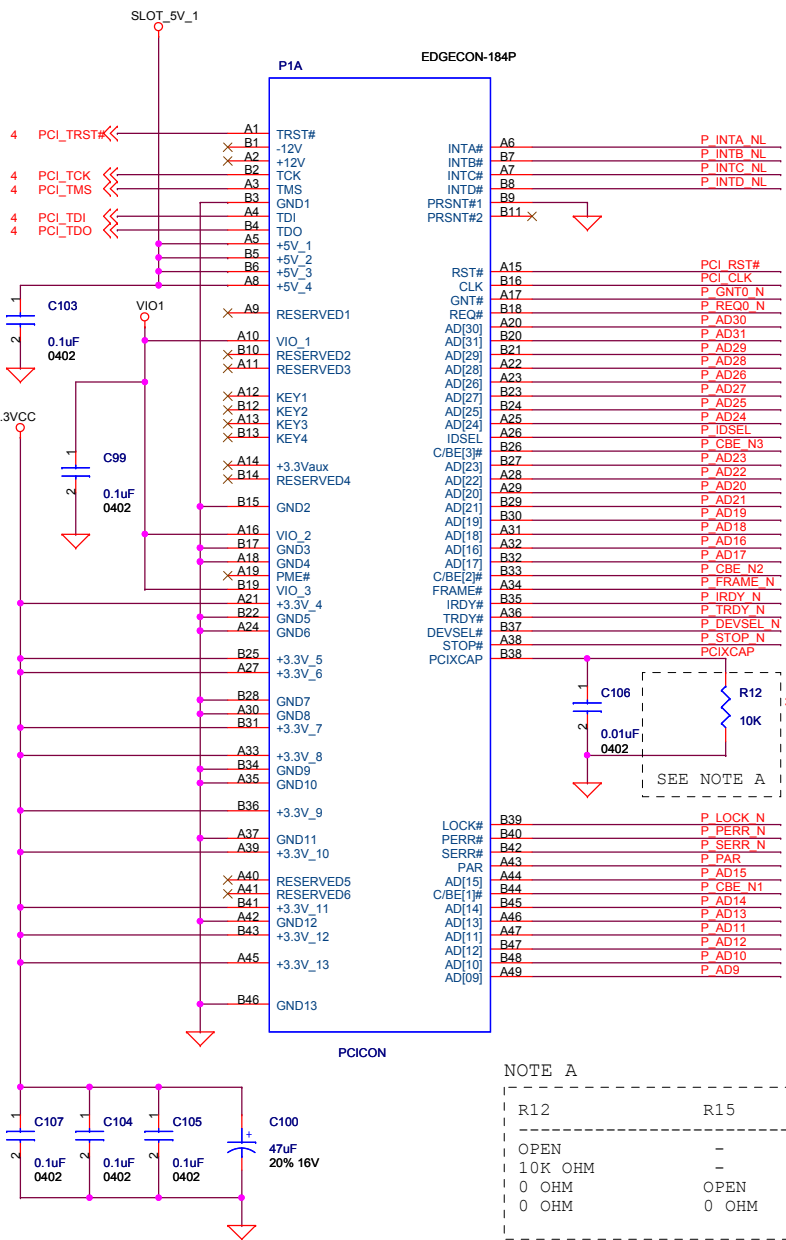 SLOT_5V_1
P1A
EDGECON-184P
4 PCI_TRST# A1 TRST#
B1 -12V
A2 +12V
4 PCI_TCK B2 TCK
4 PCI_TMS A3 TMS
B3 GND1
4 PCI_TDI A4 TDI
4 PCI_TDO B4 TDO
A5 +5V_1
B5 +5V_2
B6 +5V_3
A8 +5V_4
A9 RESERVED1
A10 VIO_1
B10 RESERVED2
A11 RESERVED3
A12 KEY1
B12 KEY2
A13 KEY3
B13 KEY4
A14 +3.3Vaux
B14 RESERVED4
B15 GND2
A16 VIO_2
B17 GND3
A18 GND4
A19 PME#
B19 VIO_3
A21 +3.3V_4
B22 GND5
A24 GND6
B25 +3.3V_5
A27 +3.3V_6
B28 GND7
A30 GND8
B31 +3.3V_7
A33 +3.3V_8
B34 GND9
A35 GND10
B36 +3.3V_9
A37 GND11
A39 +3.3V_10
A40 RESERVED5
A41 RESERVED6
B41 +3.3V_11
A42 GND12
B43 +3.3V_12
A45 +3.3V_13
B46 GND13
INTA# A6 P_INTA_NL
INTB# B7 P_INTB_NL
INTC# A7 P_INTC_NL
INTD# B8 P_INTD_NL
PRSNT#1 B9
PRSNT#2 B11
RST# A15 PCI_RST#
CLK B16 PCI_CLK
GNT# A17 P_GNT0_N
REQ# B18 P_REQ0_N
AD[30] A20 P_AD30
AD[31] B20 P_AD31
AD[29] B21 P_AD29
AD[28] A22 P_AD28
AD[26] A23 P_AD26
AD[27] B23 P_AD27
AD[25] B24 P_AD25
AD[24] A25 P_AD24
IDSEL A26 P_IDSEL
C/BE[3]# B26 P_CBE_N3
AD[23] B27 P_AD23
AD[22] A28 P_AD22
AD[20] A29 P_AD20
AD[21] B29 P_AD21
AD[19] B30 P_AD19
AD[18] A31 P_AD18
AD[16] A32 P_AD16
AD[17] B32 P_AD17
C/BE[2]# B33 P_CBE_N2
FRAME# A34 P_FRAME_N
IRDY# B35 P_IRDY_N
TRDY# A36 P_TRDY_N
DEVSEL# B37 P_DEVSEL_N
STOP# A38 P_STOP_N
PCIXCAP B38 PCIXCAP
LOCK# B39 P_LOCK_N
PERR# B40 P_PERR_N
SERR# B42 P_SERR_N
PAR A43 P_PAR
AD[15] A44 P_AD15
C/BE[1]# B44 P_CBE_N1
AD[14] B45 P_AD14
AD[13] A46 P_AD13
AD[11] A47 P_AD11
AD[12] B47 P_AD12
AD[10] B48 P_AD10
AD[09] A49 P_AD9
1 C103
2 0.1uF
0402
VIO1
.3VCC
1 C99
2 0.1uF
0402
1 C106
2 0.01uF
0402
R12
10K
SEE NOTE A
PCICON
1 C107
2 0.1uF
0402
1 C104
2 0.1uF
0402
1 C105
2 0.1uF
0402
C100
+
47uF
20% 16V
NOTE A
R12 R15
OPEN -
10K OHM -
0 OHM OPEN
0 OHM 0 OHM